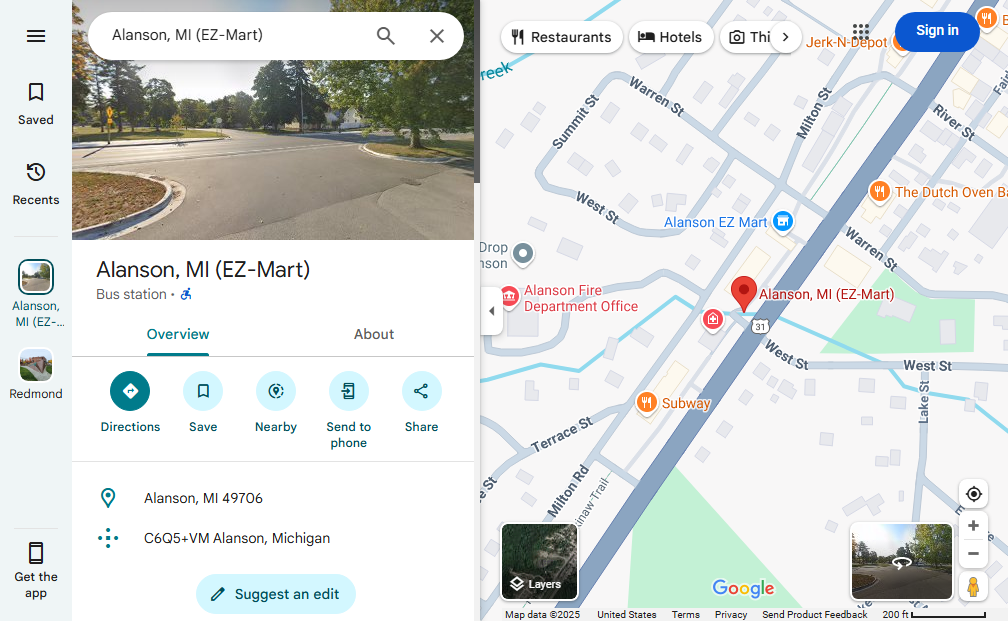 Alanson, MI (EZ-Mart)
Saved
Recents
Alanson,
MI (EZ-...
Redmond
Get the
app
Alanson, MI (EZ-Mart)
Bus station ·
Overview
About
Directions
Save
Nearby
Send to
phone
Share
Alanson, MI 49706
C6Q5+VM Alanson, Michigan
Suggest an edit
Restaurants
Hotels
Thi
Sign in
Jerk-N-Depot
reek
Warren St
Summit St
Milton St
River St
Fai
The Dutch Oven Ba
West St
Alanson EZ Mart
Warren St
Drop
nson
Alanson Fire
Department Office
Alanson, MI (EZ-Mart)
31
West St
West St
Lake St
Subway
Terrace St
Milton Rd
e St
inaw Trail
Layers
Google
Map data ©2025
United States
Terms
Privacy
Send Product Feedback
200 ft